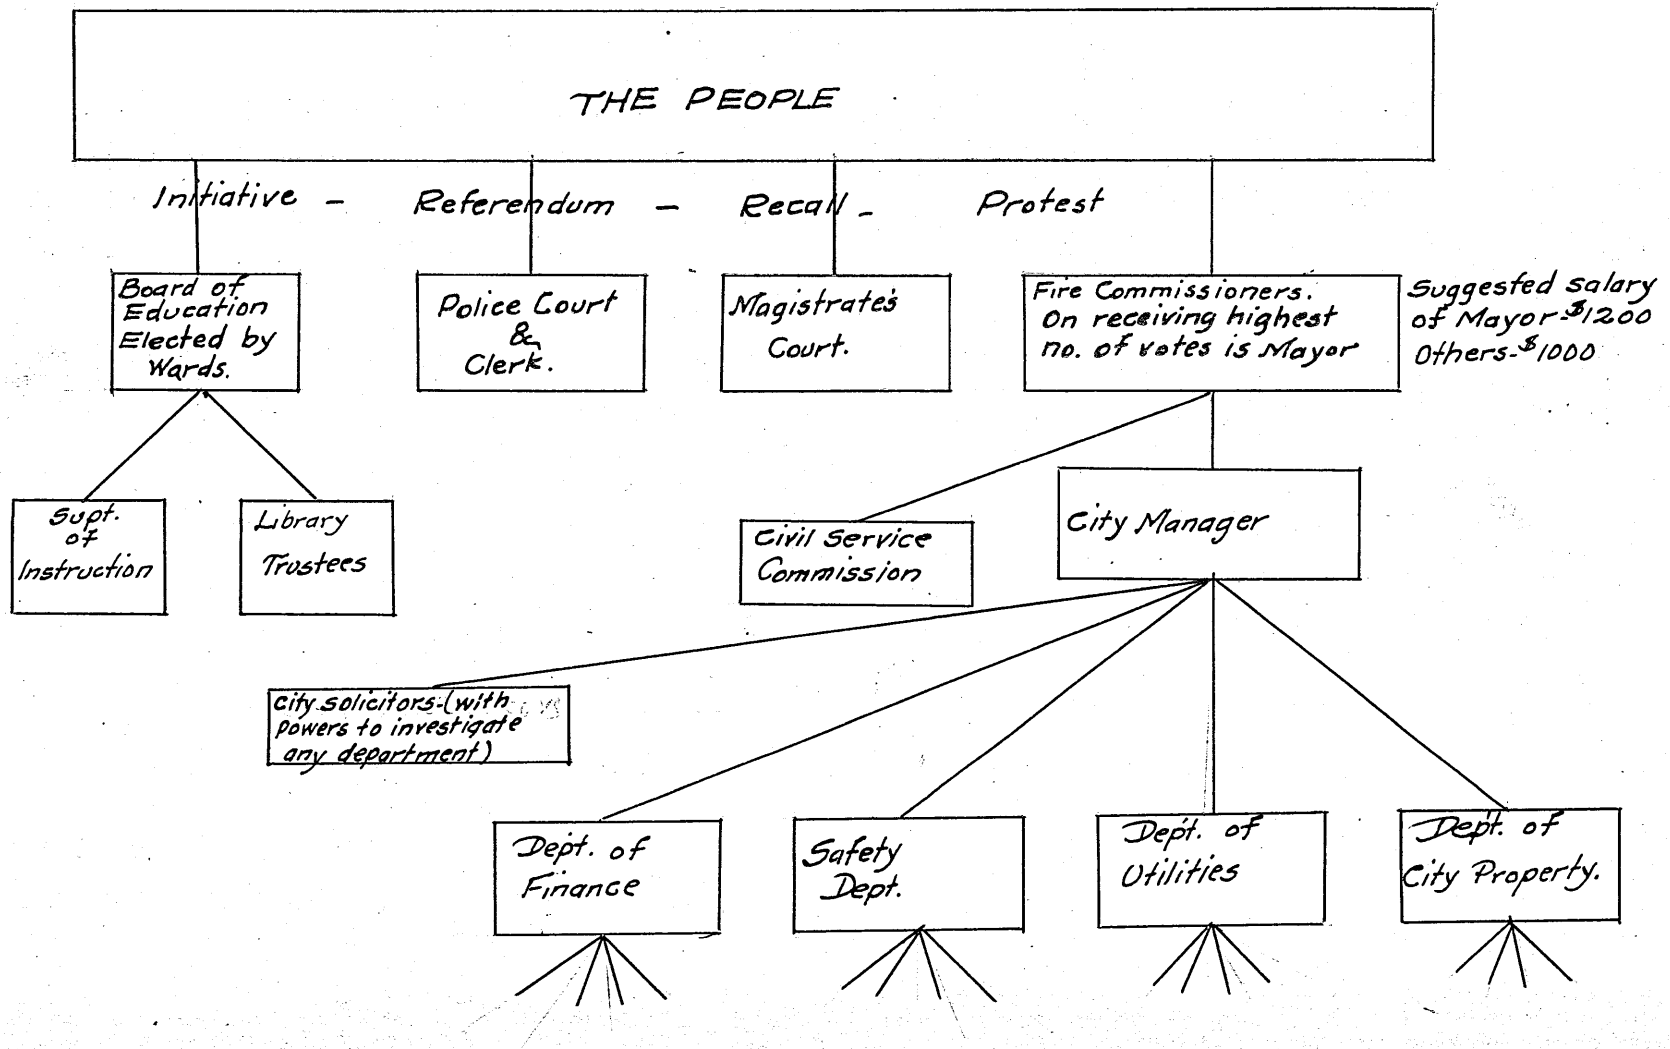 THE PEOPLE
Initiative - Referendum - Recall - Protest
Board of
Education
Elected by
Wards.
Police Court
&
Clerk.
Magistrate's
Court.
Fire Commissioners.
On receiving highest
no. of votes is Mayor
Suggested salary
of Mayor-$1200
Others-$1000
Supt.
of
Instruction
Library
Trustees
Civil Service
Commission
City Manager
City Solicitors-(with
powers to investigate
any department)
Dept. of
Finance
Safety
Dept.
Dept. of
Utilities
Dept. of
City Property.